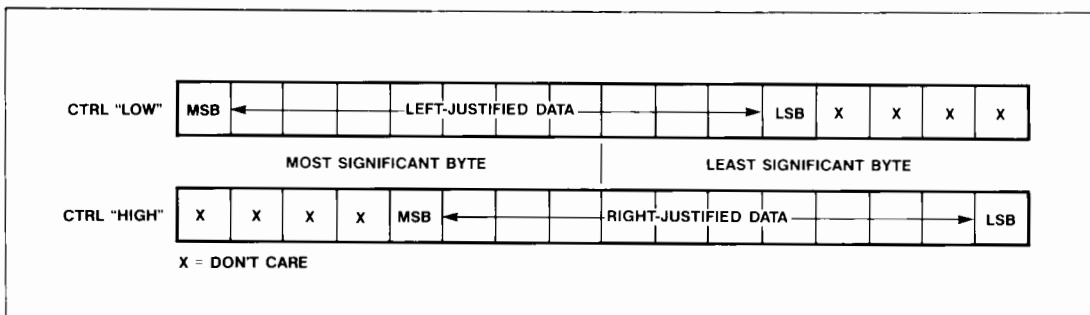 CTRL "LOW" MSB LEFT-JUSTIFIED DATA LSB X X X X
MOST SIGNIFICANT BYTE LEAST SIGNIFICANT BYTE
CTRL "HIGH" X X X X MSB RIGHT-JUSTIFIED DATA LSB
X = DON'T CARE